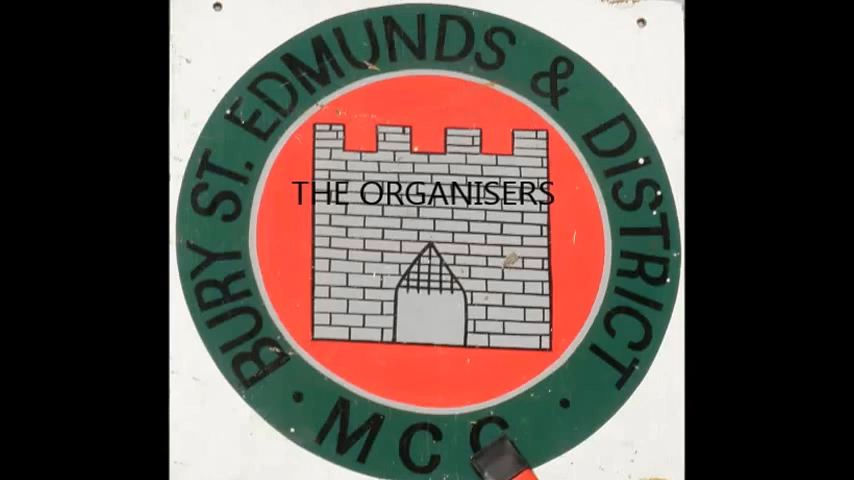 BURY ST. EDMUNDS & DISTRICT
• MCC •
THE ORGANISERS